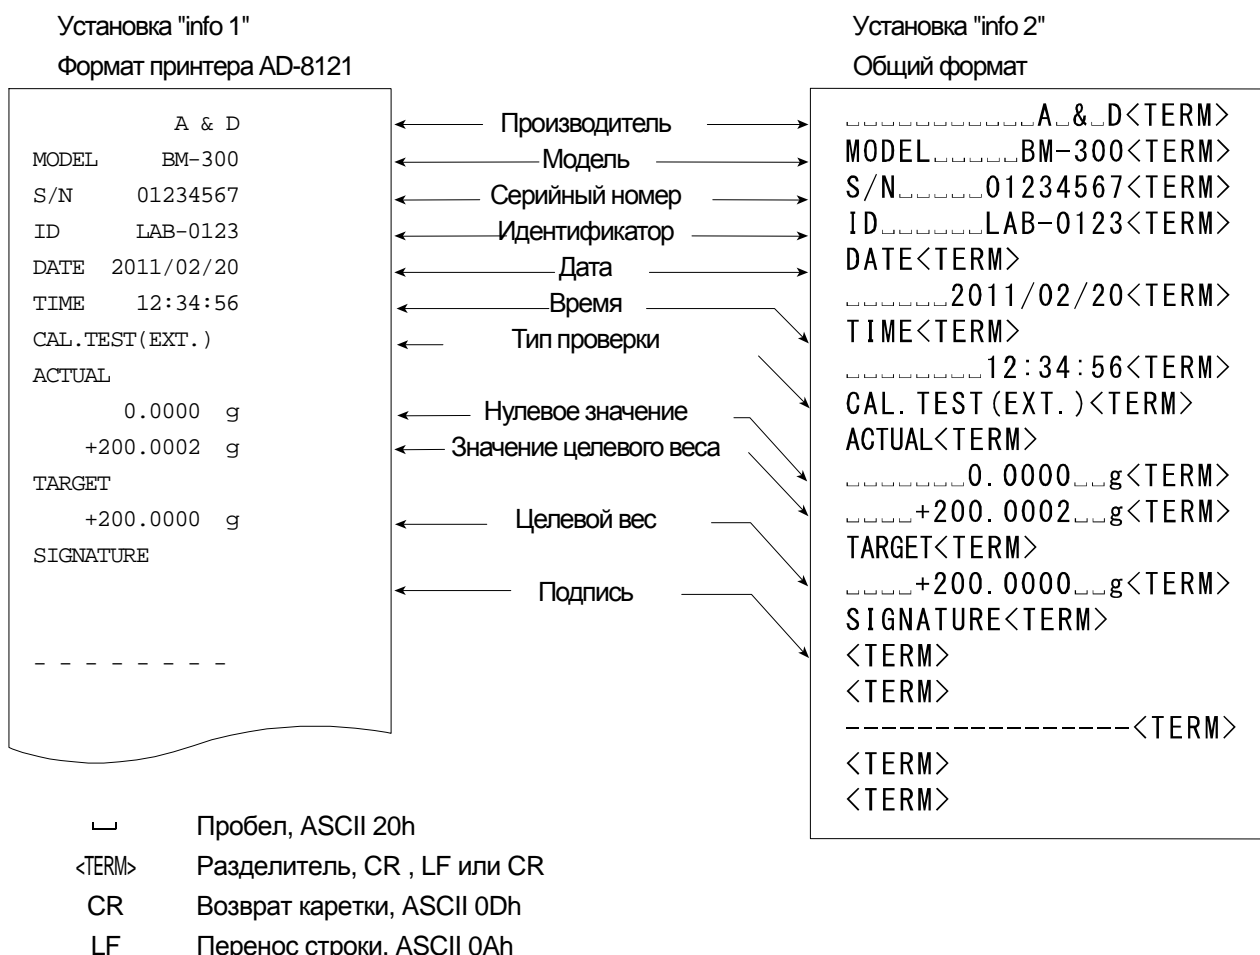 Установка "info 1"
Формат принтера AD-8121
A & D
MODEL BM-300
S/N 01234567
ID LAB-0123
DATE 2011/02/20
TIME 12:34:56
CAL.TEST(EXT.)
ACTUAL
0.0000 g
+200.0002 g
TARGET
+200.0000 g
SIGNATURE
- - - - - - - -
Производитель
Модель
Серийный номер
Идентификатор
Дата
Время
Тип проверки
Нулевое значение
Значение целевого веса
Целевой вес
Подпись
Установка "info 2"
Общий формат
␣␣␣␣␣␣␣␣␣␣␣A␣&␣D<TERM>
MODEL␣␣␣␣␣BM-300<TERM>
S/N␣␣␣␣␣01234567<TERM>
ID␣␣␣␣␣␣LAB-0123<TERM>
DATE<TERM>
␣␣␣␣␣␣2011/02/20<TERM>
TIME<TERM>
␣␣␣␣␣␣␣␣12:34:56<TERM>
CAL.TEST(EXT.)<TERM>
ACTUAL<TERM>
␣␣␣␣␣␣␣0.0000␣␣g<TERM>
␣␣␣␣+200.0002␣␣g<TERM>
TARGET<TERM>
␣␣␣␣+200.0000␣␣g<TERM>
SIGNATURE<TERM>
<TERM>
<TERM>
----------------<TERM>
<TERM>
<TERM>
␣ Пробел, ASCII 20h
<TERM> Разделитель, CR , LF или CR
CR Возврат каретки, ASCII 0Dh
LF Перенос строки, ASCII 0Ah